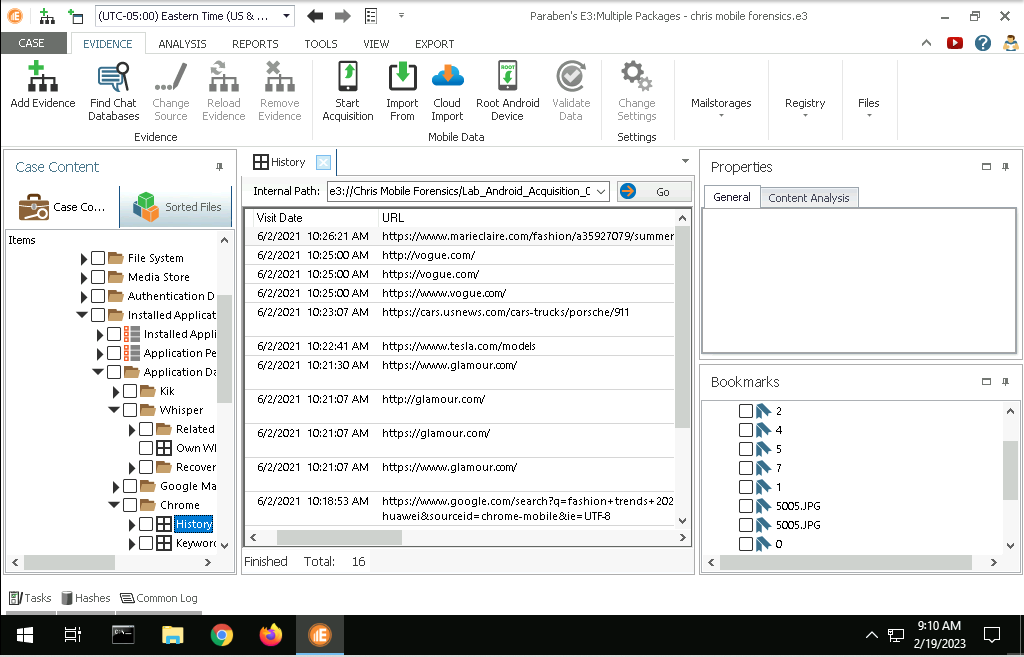 (UTC-05:00) Eastern Time (US & ...
Paraben's E3:Multiple Packages - chris mobile forensics.e3
CASE EVIDENCE ANALYSIS REPORTS TOOLS VIEW EXPORT
Add Evidence
Find Chat Databases
Change Source
Reload Evidence
Remove Evidence
Evidence
Start Acquisition
Import From
Cloud Import
ROOT
Root Android Device
Validate Data
Mobile Data
Change Settings
Settings
Mailstorages
Registry
Files
Case Content
Case Co...
Sorted Files
Items
File System
Media Store
Authentication D
Installed Applicat
Installed Appli
Application Pe
Application Da
Kik
Whisper
Related
Own Wl
Recover
Google Ma
Chrome
History
Keyword
History
Internal Path: e3://Chris Mobile Forensics/Lab_Android_Acquisition_0 Go
Visit Date URL
6/2/2021 10:26:21 AM https://www.marieclaire.com/fashion/a35927079/summer
6/2/2021 10:25:00 AM http://vogue.com/
6/2/2021 10:25:00 AM https://vogue.com/
6/2/2021 10:25:00 AM https://www.vogue.com/
6/2/2021 10:23:07 AM https://cars.usnews.com/cars-trucks/porsche/911
6/2/2021 10:22:41 AM https://www.tesla.com/models
6/2/2021 10:21:30 AM https://www.glamour.com/
6/2/2021 10:21:07 AM http://glamour.com/
6/2/2021 10:21:07 AM https://glamour.com/
6/2/2021 10:21:07 AM https://www.glamour.com/
6/2/2021 10:18:53 AM https://www.google.com/search?q=fashion+trends+202
huawei&sourceid=chrome-mobile&ie=UTF-8
Finished Total: 16
Properties
General Content Analysis
Bookmarks
2
4
5
7
1
5005.JPG
5005.JPG
0
Tasks Hashes Common Log
9:10 AM
2/19/2023